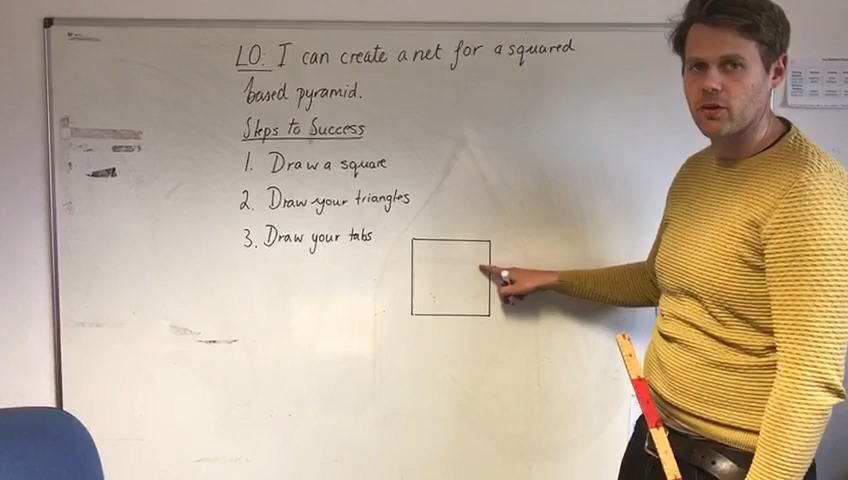 LO: I can create a net for a squared
based pyramid.
Steps to Success
1. Draw a square
2. Draw your triangles
3. Draw your tabs